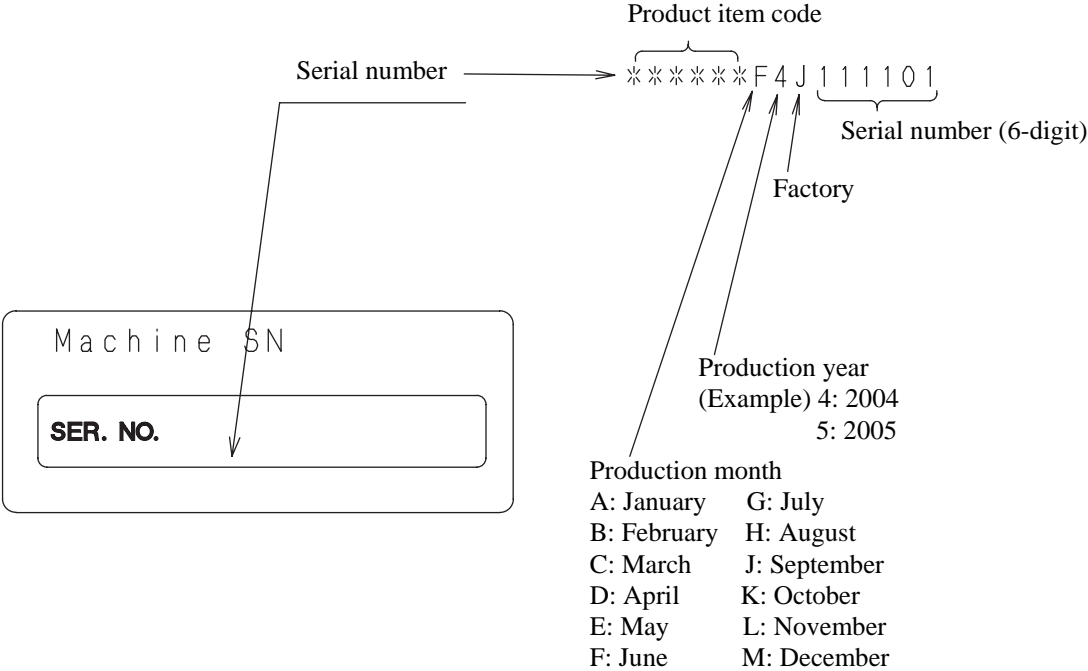 Product item code
Serial number
******F4J111101
Serial number (6-digit)
Factory
Machine SN
SER. NO.
Production year
(Example) 4: 2004
5: 2005
Production month
A: January G: July
B: February H: August
C: March J: September
D: April K: October
E: May L: November
F: June M: December